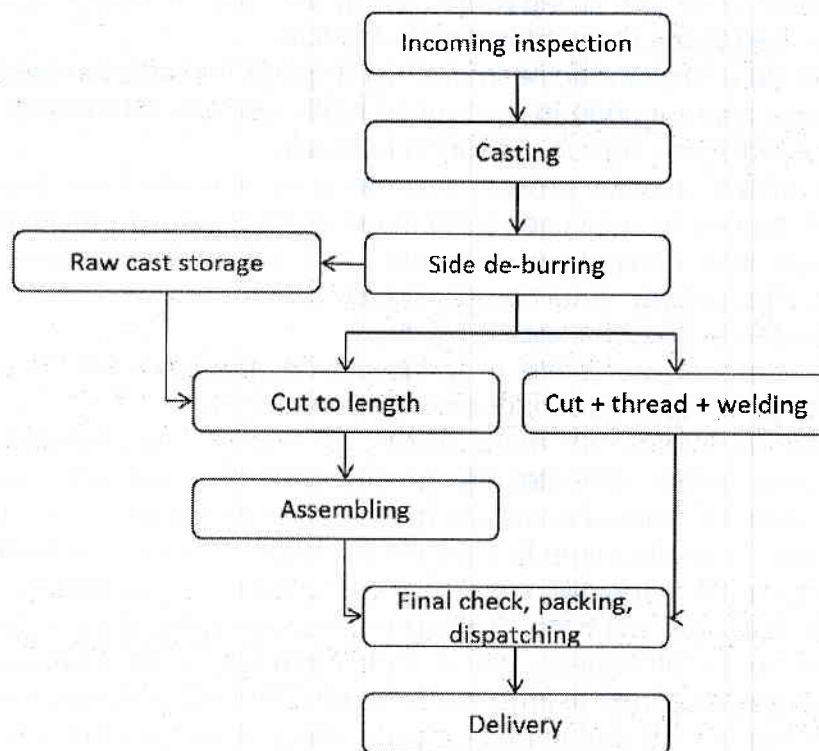 Incoming inspection
Casting
Raw cast storage
Side de-burring
Cut to length
Cut + thread + welding
Assembling
Final check, packing,
dispatching
Delivery